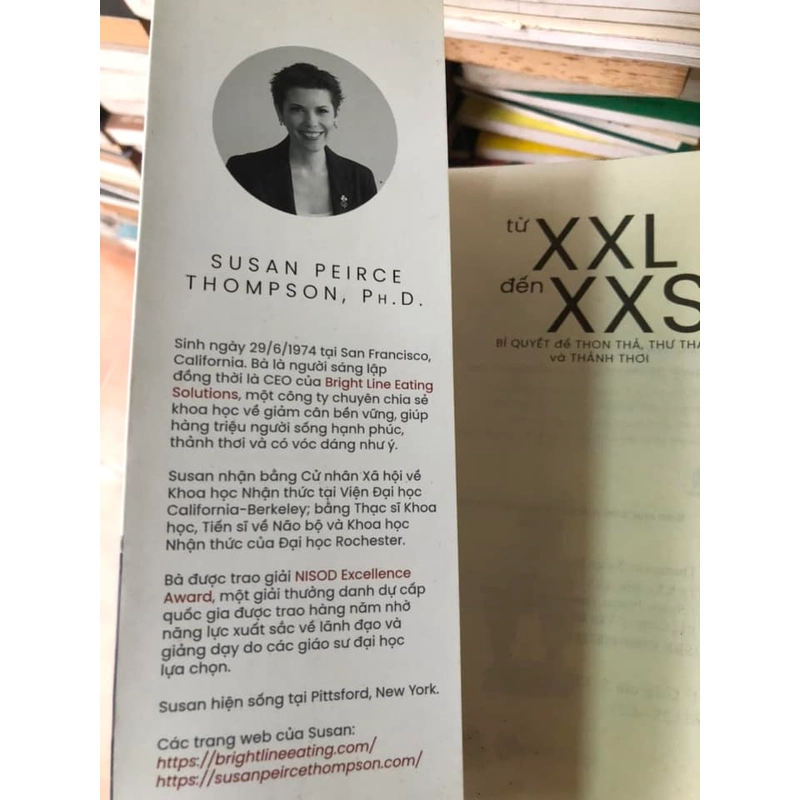 SUSAN PEIRCE
THOMPSON, PH.D.
Sinh ngày 29/6/1974 tại San Francisco,
California. Bà là người sáng lập
đồng thời là CEO của Bright Line Eating
Solutions, một công ty chuyên chia sẻ
khoa học về giảm cân bền vững, giúp
hàng triệu người sống hạnh phúc,
thành thơi và có vóc dáng như ý.
Susan nhận bằng Cử nhân Xã hội về
Khoa học Nhận thức tại Viện Đại học
California-Berkeley; bằng Thạc sĩ Khoa
học, Tiến sĩ về Não bộ và Khoa học
Nhận thức của Đại học Rochester.
Bà được trao giải NISOD Excellence
Award, một giải thưởng danh dự cấp
quốc gia được trao hàng năm nhờ
năng lực xuất sắc về lãnh đạo và
giảng dạy do các giáo sư đại học
lựa chọn.
Susan hiện sống tại Pittsford, New York.
Các trang web của Susan:
https://brightlineeating.com/
https://susanpeircethompson.com/
từ XXL
đến XXS
BÍ QUYẾT để THON THẢ, THƯ THA
và THẢNH THƠI